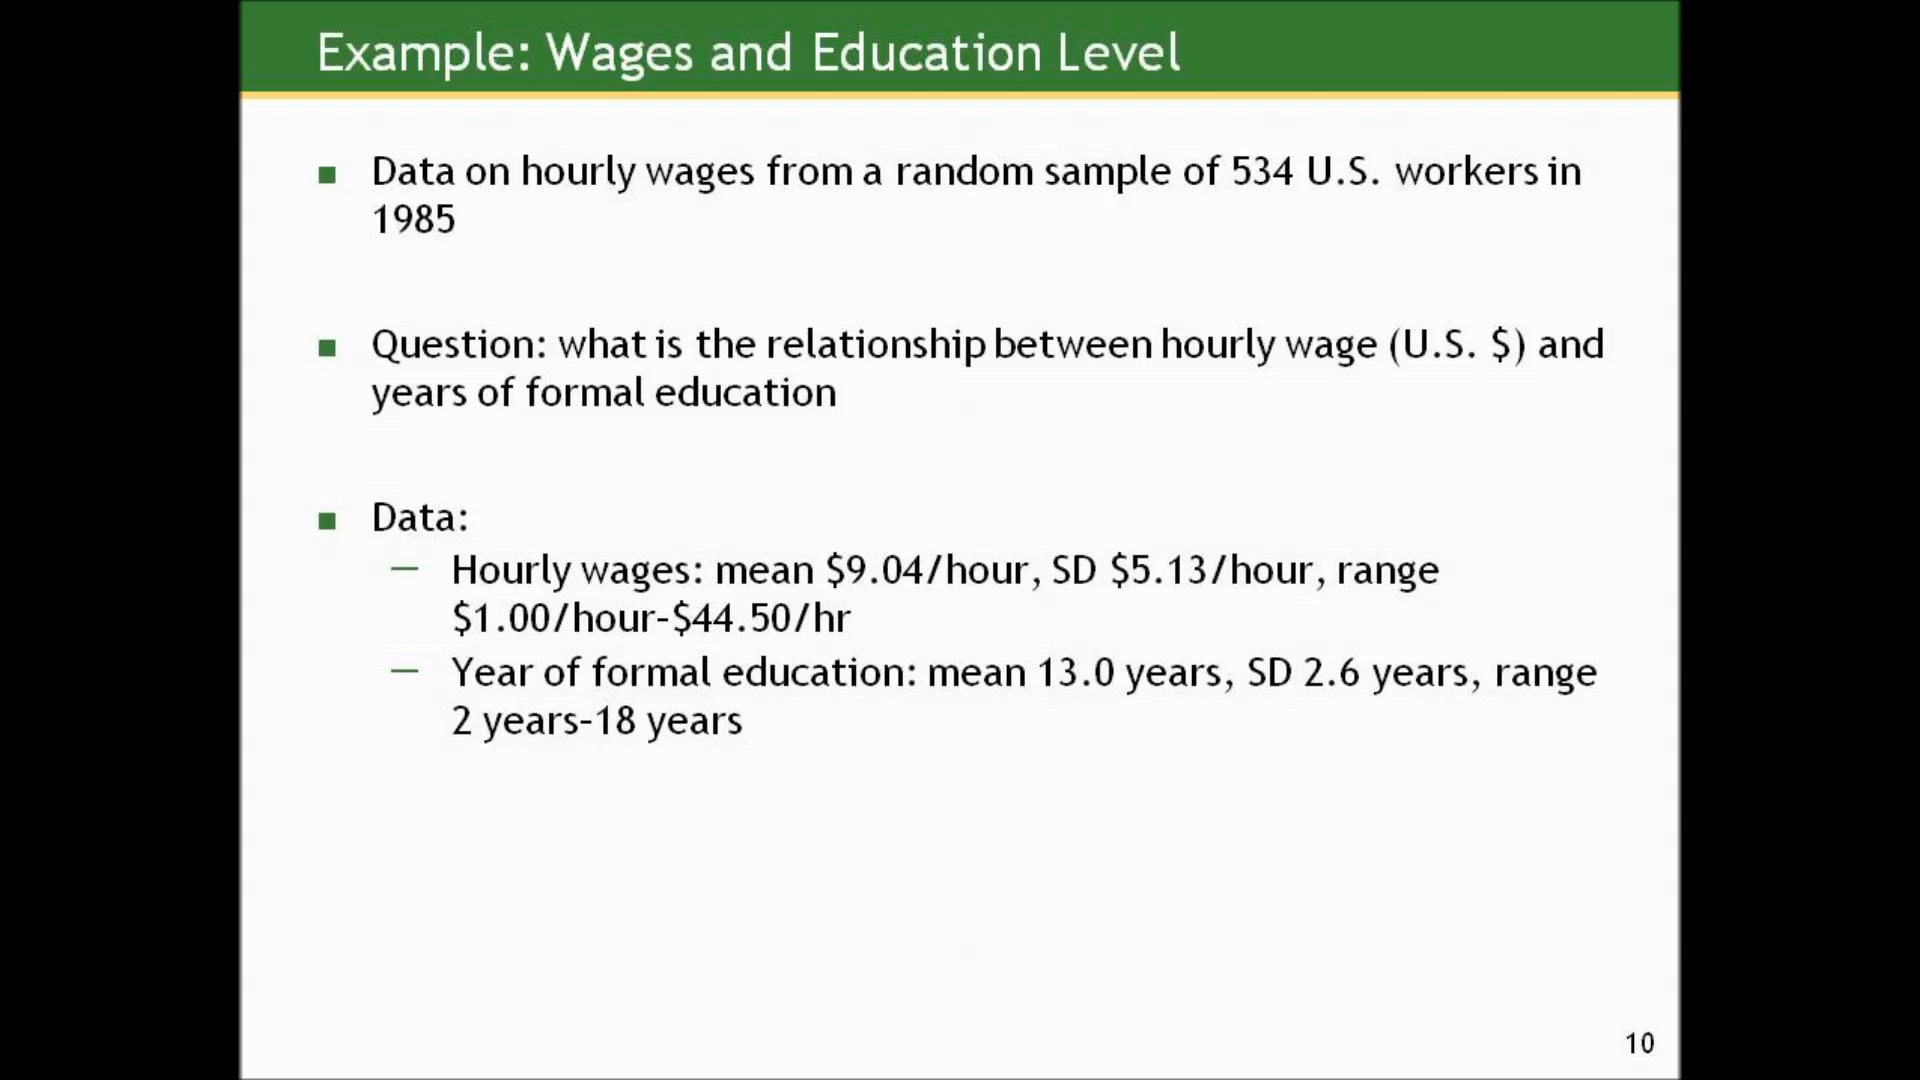 Example: Wages and Education Level
■ Data on hourly wages from a random sample of 534 U.S. workers in
1985
■ Question: what is the relationship between hourly wage (U.S. $) and
years of formal education
■ Data:
— Hourly wages: mean $9.04/hour, SD $5.13/hour, range
$1.00/hour-$44.50/hr
— Year of formal education: mean 13.0 years, SD 2.6 years, range
2 years-18 years
10